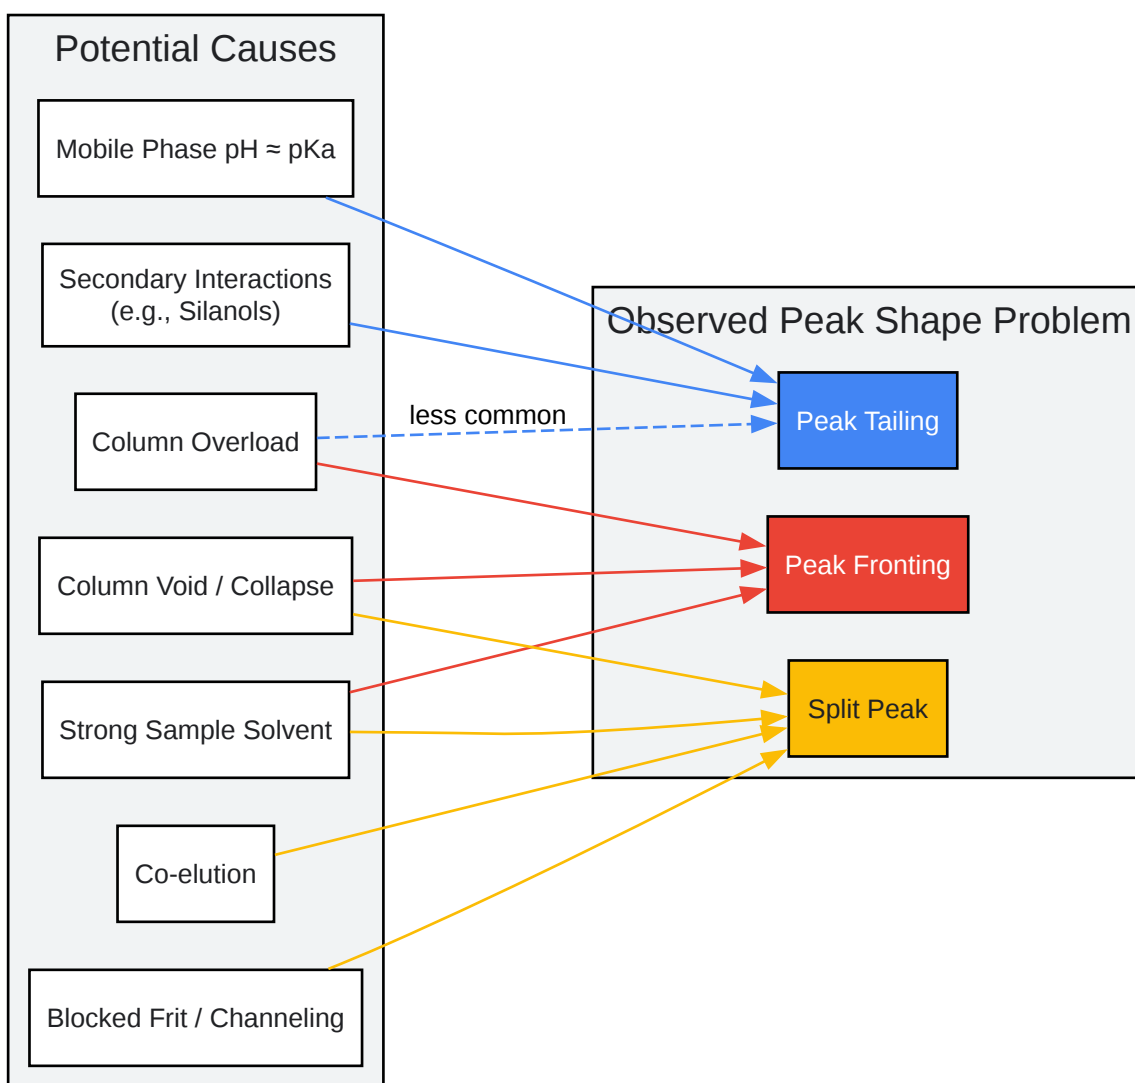 Potential Causes
Mobile Phase pH ≈ pKa
Secondary Interactions
(e.g., Silanols)
Column Overload
Column Void / Collapse
Strong Sample Solvent
Co-elution
Blocked Frit / Channeling
less common
Observed Peak Shape Problem
Peak Tailing
Peak Fronting
Split Peak